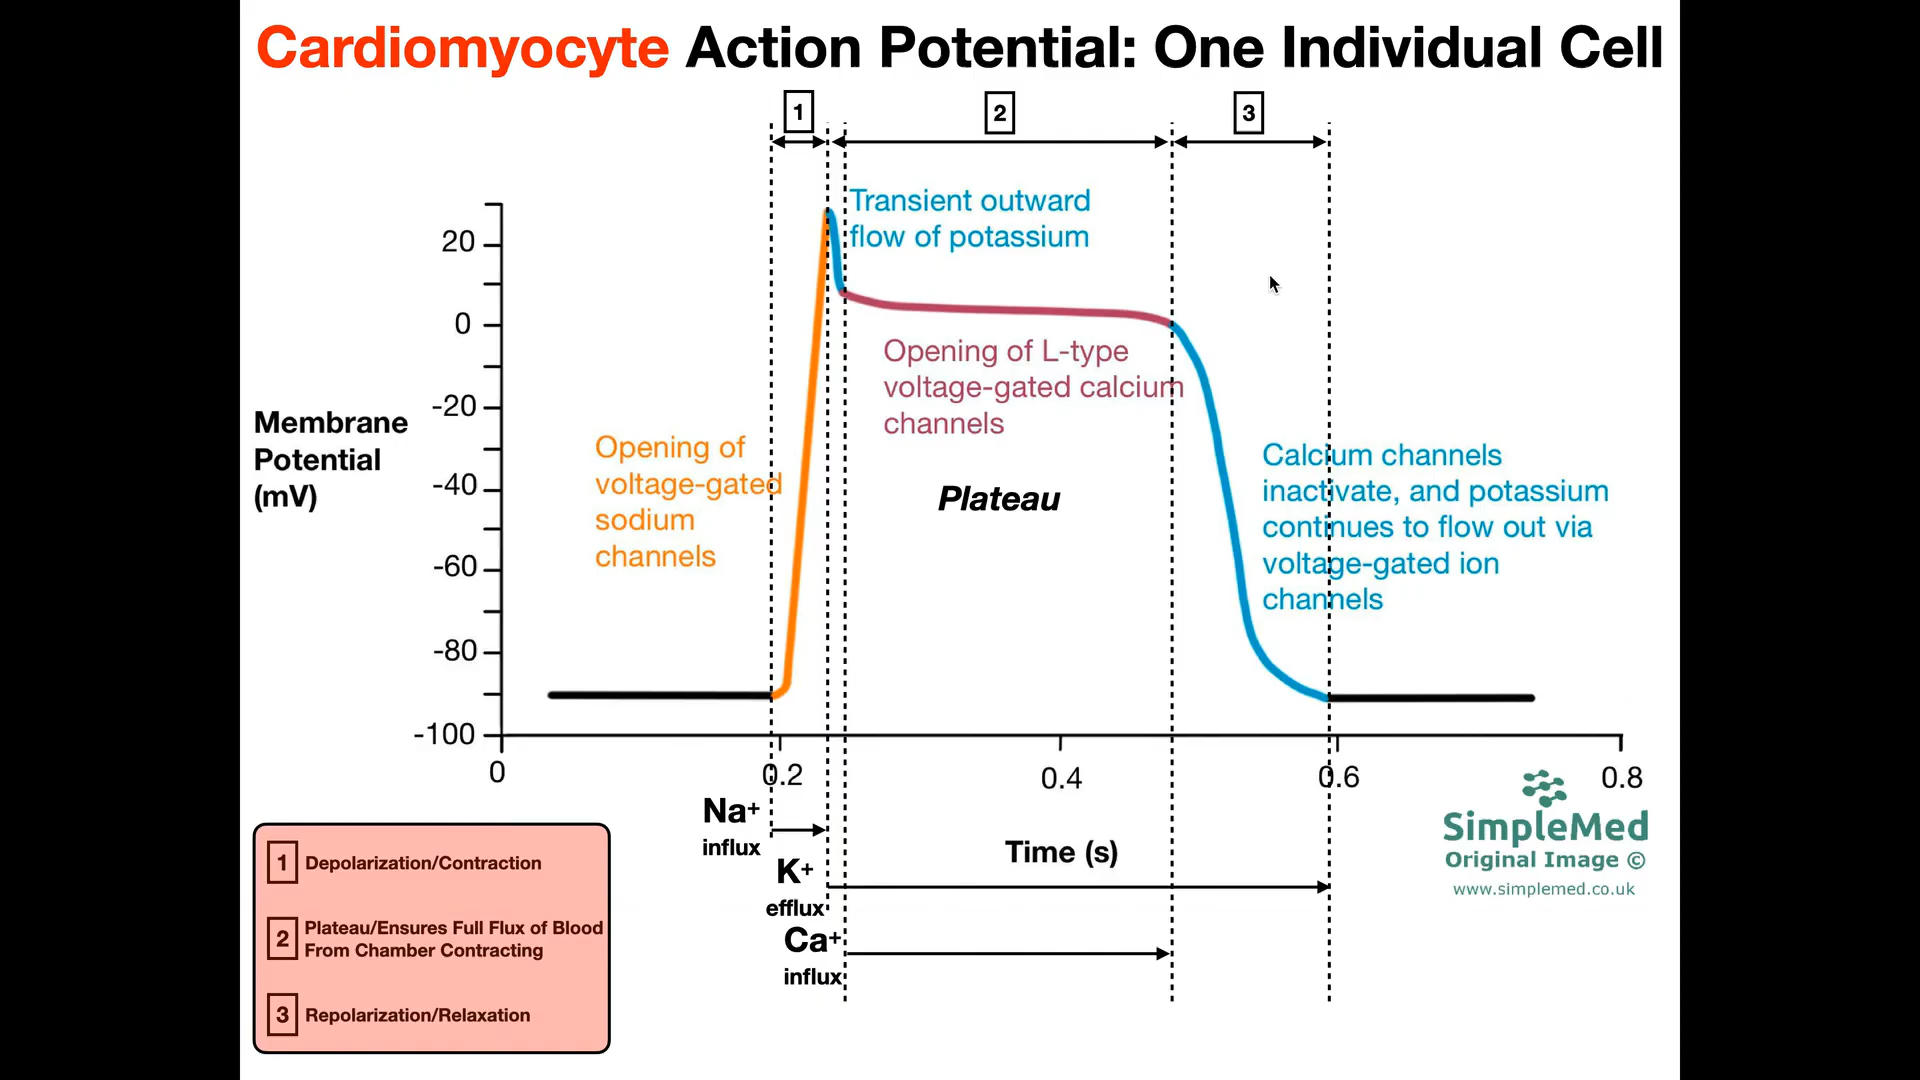 Cardiomyocyte Action Potential: One Individual Cell
1
2
3
Transient outward
flow of potassium
20
0
-20
-40
-60
-80
-100
Membrane
Potential
(mV)
Opening of
voltage-gated
sodium
channels
Opening of L-type
voltage-gated calcium
channels
Plateau
Calcium channels
inactivate, and potassium
continues to flow out via
voltage-gated ion
channels
0
0.2
0.4
0.6
0.8
Na+
influx
K+
efflux
Ca+
influx
Time (s)
SimpleMed
Original Image ©
www.simplemed.co.uk
1 Depolarization/Contraction
2 Plateau/Ensures Full Flux of Blood
From Chamber Contracting
3 Repolarization/Relaxation